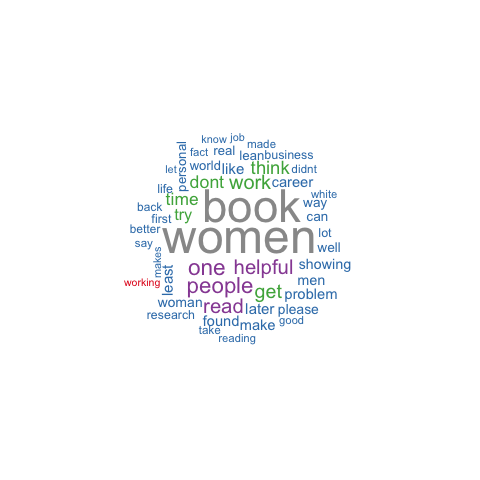 know job
made
fact real
personal
leanbusiness
let world like think didnt
life dont work career
white
time book way
back
first try can
better women lot
say well
makes
least one helpful showing
working people get men
problem
woman read later please
research found make good
take
reading